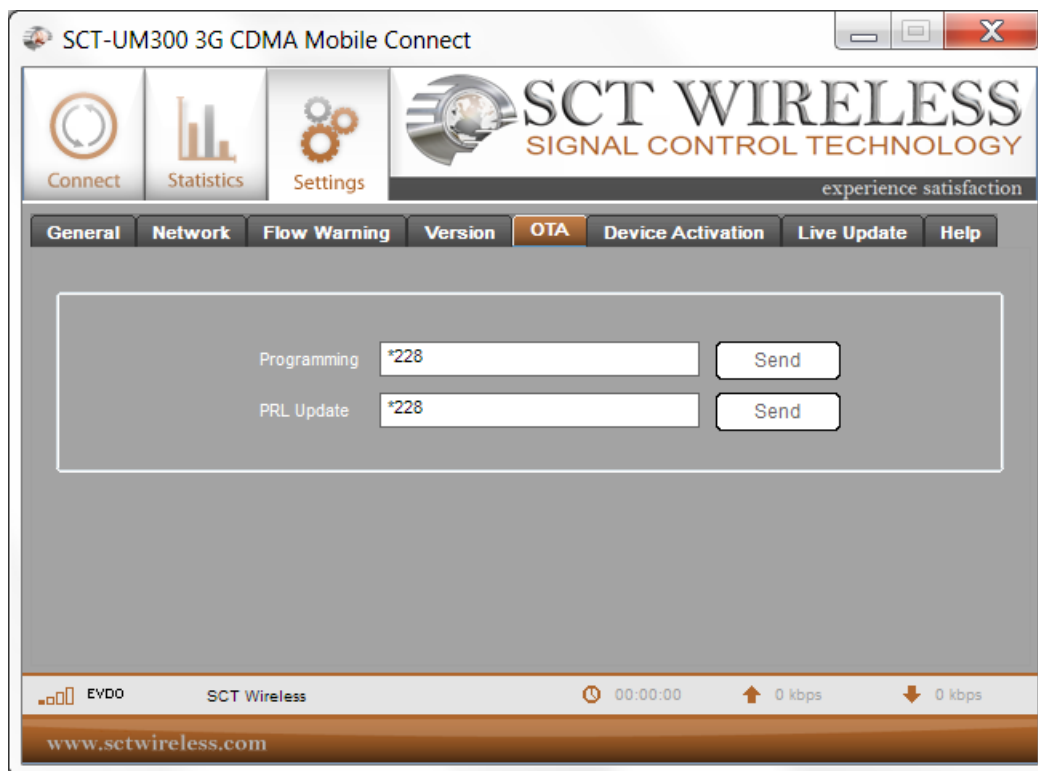 SCT-UM300 3G CDMA Mobile Connect
SCT WIRELESS
SIGNAL CONTROL TECHNOLOGY
experience satisfaction
Connect Statistics Settings
General Network Flow Warning Version OTA Device Activation Live Update Help
Programming *228 Send
PRL Update *228 Send
EVDO SCT Wireless 00:00:00 0 kbps 0 kbps
www.sctwireless.com